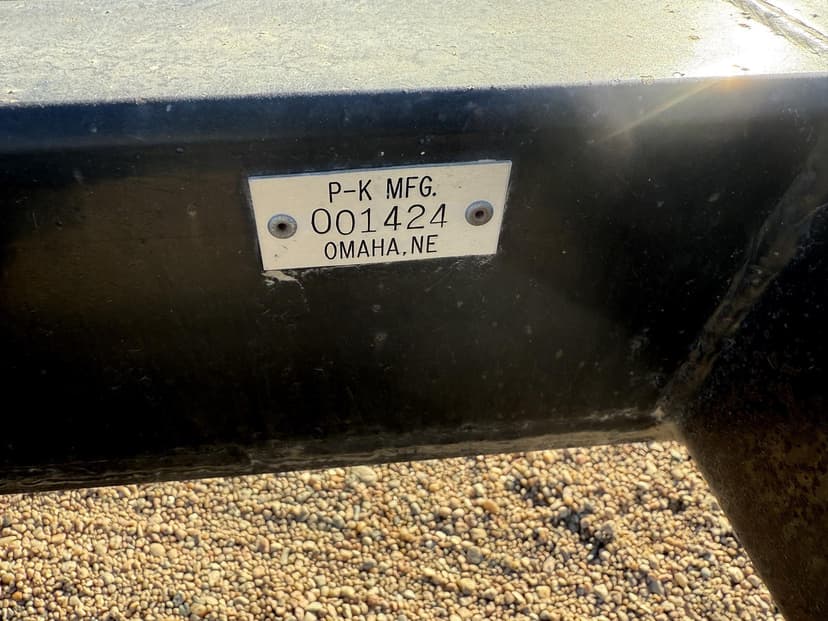 P-K MFG.
001424
OMAHA, NE